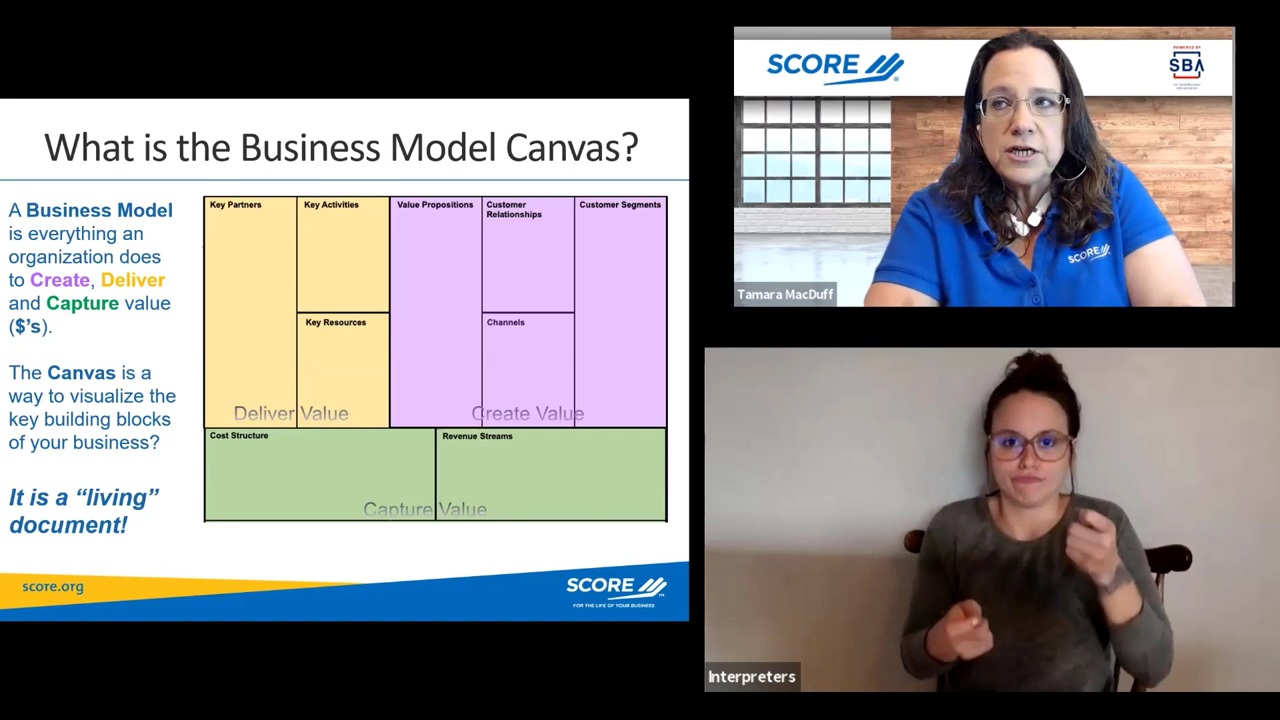 What is the Business Model Canvas?
A Business Model
is everything an
organization does
to Create, Deliver
and Capture value
($'s).
The Canvas is a
way to visualize the
key building blocks
of your business?
It is a “living”
document!
Key Partners
Key Activities
Key Resources
Deliver Value
Value Propositions
Customer
Relationships
Channels
Customer Segments
Create Value
Cost Structure
Revenue Streams
Capture Value
score.org
SCORE
FOR THE LIFE OF YOUR BUSINESS
SCORE
POWERED BY
SBA
SCORE
Tamara MacDuff
Interpreters